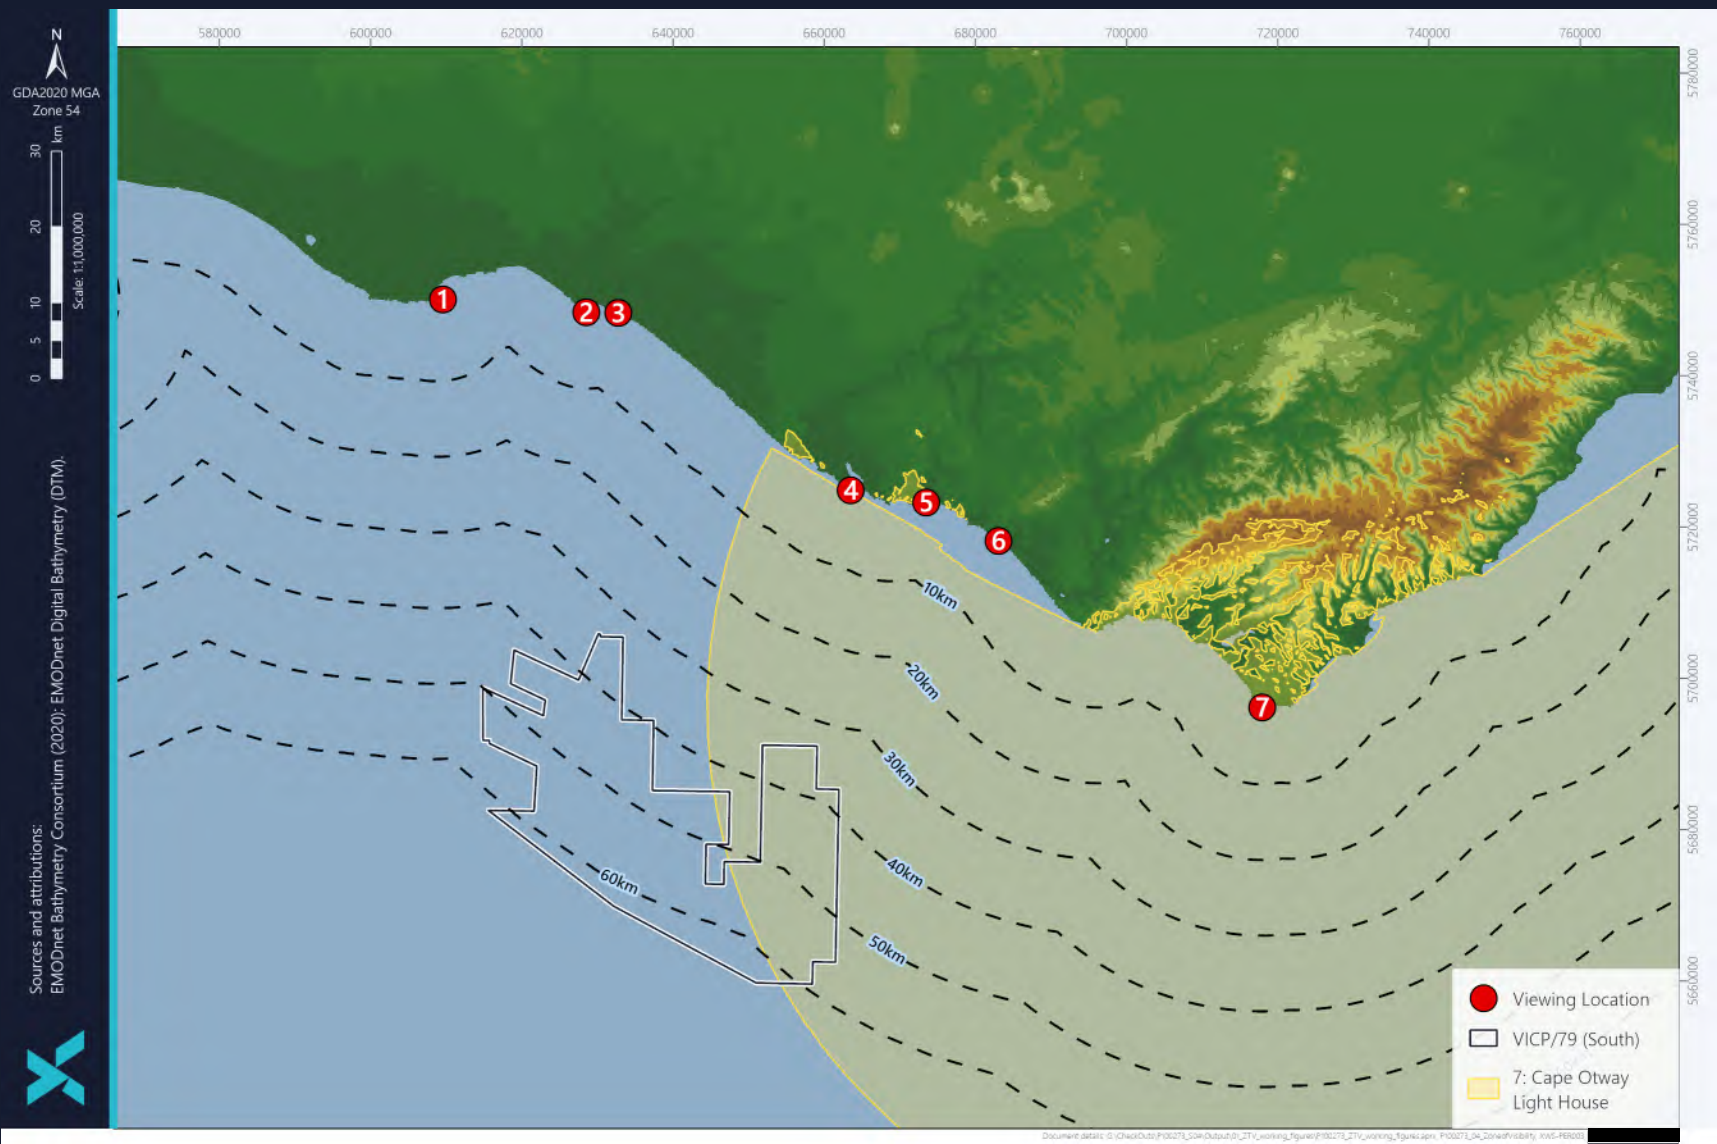 580000 600000 620000 640000 660000 680000 700000 720000 740000 760000
N
GDA2020 MGA
Zone 54
km
30
20
10
5
0
Scale: 1:1,000,000
Sources and attributions:
EMODnet Bathymetry Consortium (2020): EMODnet Digital Bathymetry (DTM).
5780000
5760000
5740000
5720000
5700000
5680000
5660000
1
2
3
4
5
6
7
10km
20km
30km
40km
50km
60km
Viewing Location
VICP/79 (South)
7: Cape Otway
Light House
Document details: